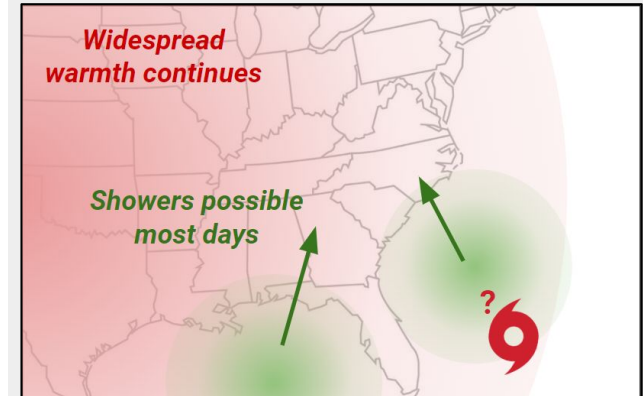 Widespread
warmth continues
Showers possible
most days
?